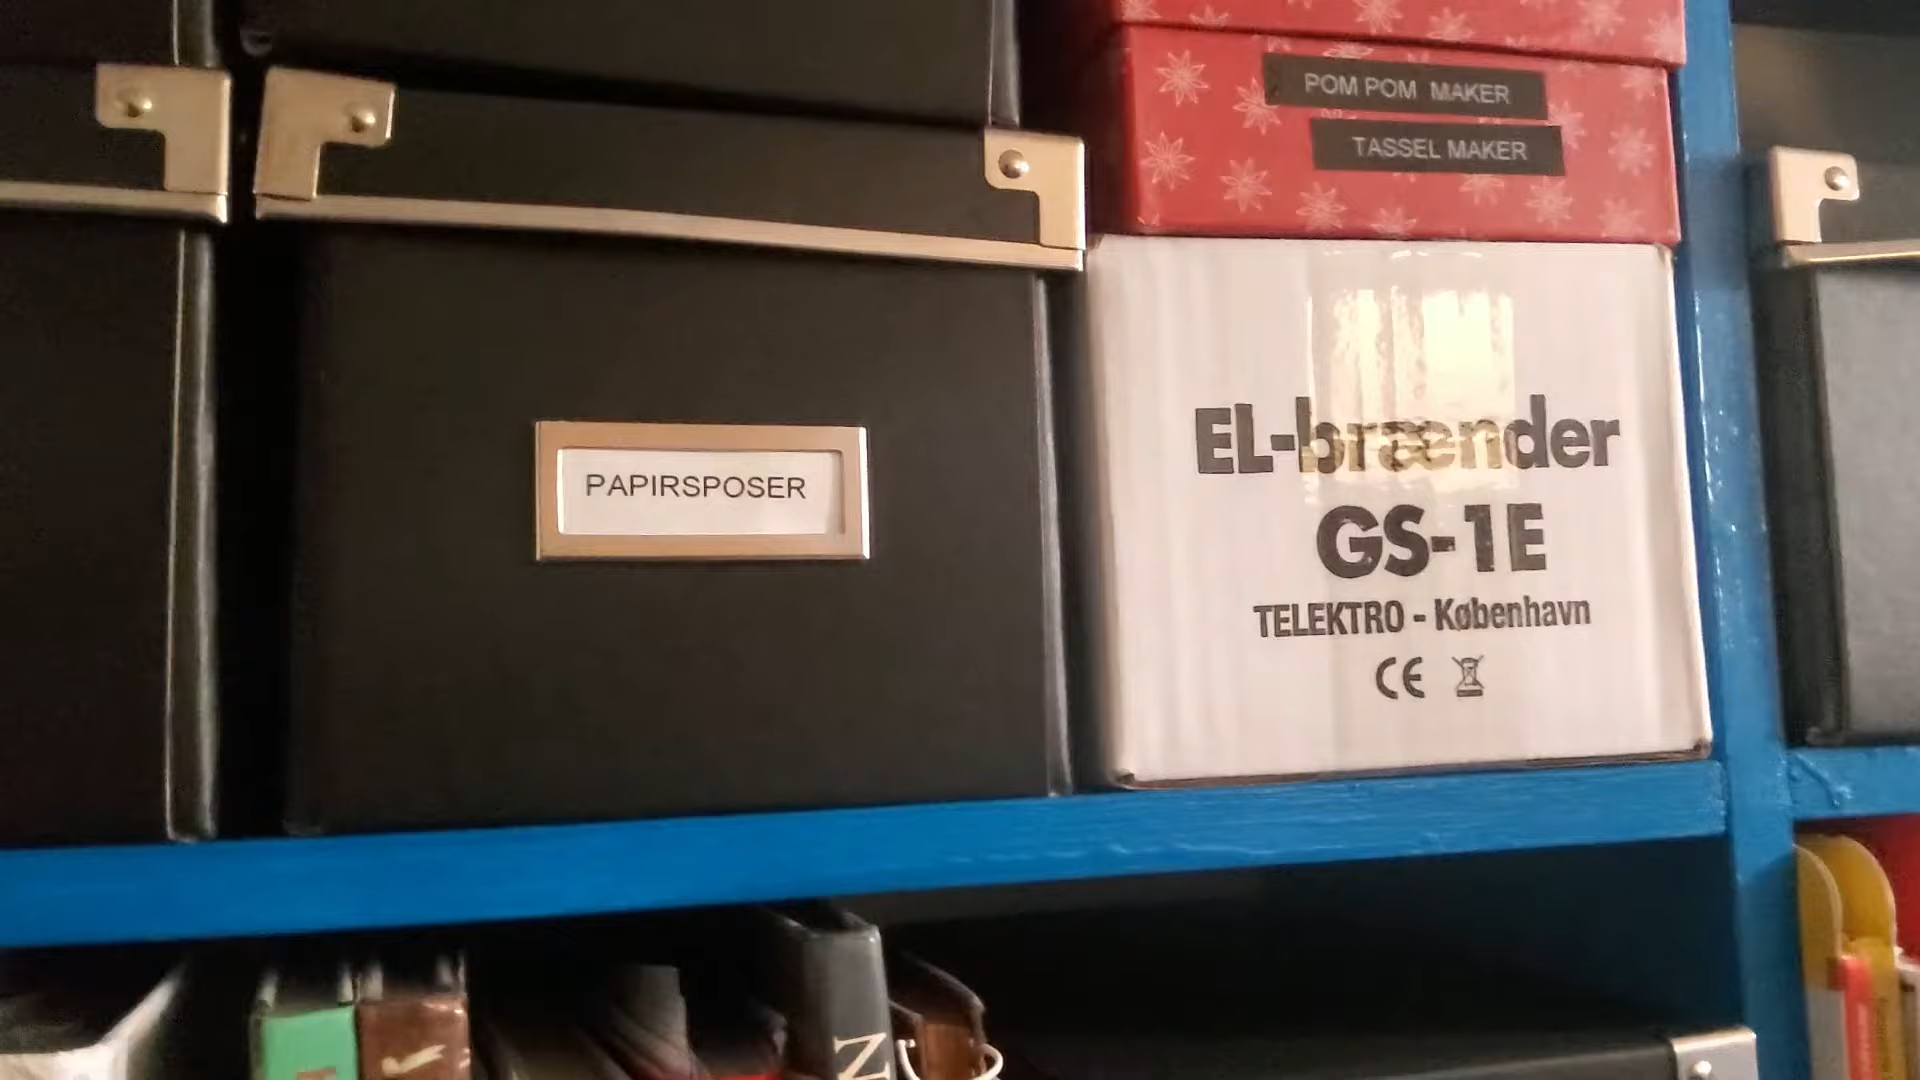 POM POM MAKER
TASSEL MAKER
PAPIRSPOSER
EL-brænder
GS-1E
TELEKTRO - København
CE
N